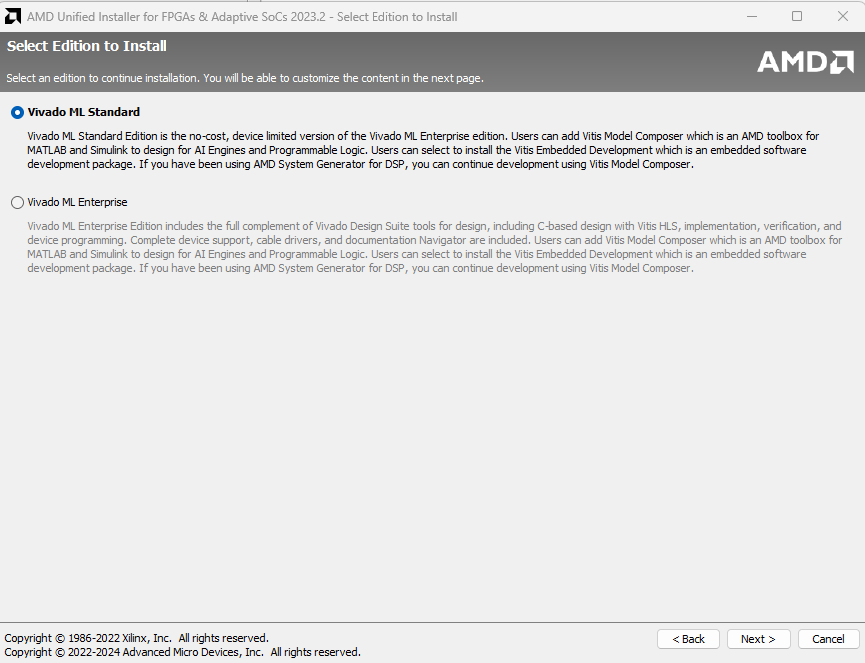 AMD Unified Installer for FPGAs & Adaptive SoCs 2023.2 - Select Edition to Install
Select Edition to Install
AMD
Select an edition to continue installation. You will be able to customize the content in the next page.
Vivado ML Standard
Vivado ML Standard Edition is the no-cost, device limited version of the Vivado ML Enterprise edition. Users can add Vitis Model Composer which is an AMD toolbox for
MATLAB and Simulink to design for AI Engines and Programmable Logic. Users can select to install the Vitis Embedded Development which is an embedded software
development package. If you have been using AMD System Generator for DSP, you can continue development using Vitis Model Composer.
Vivado ML Enterprise
Vivado ML Enterprise Edition includes the full complement of Vivado Design Suite tools for design, including C-based design with Vitis HLS, implementation, verification, and
device programming. Complete device support, cable drivers, and documentation Navigator are included. Users can add Vitis Model Composer which is an AMD toolbox for
MATLAB and Simulink to design for AI Engines and Programmable Logic. Users can select to install the Vitis Embedded Development which is an embedded software
development package. If you have been using AMD System Generator for DSP, you can continue development using Vitis Model Composer.
Copyright © 1986-2022 Xilinx, Inc. All rights reserved.
Copyright © 2022-2024 Advanced Micro Devices, Inc. All rights reserved.
< Back
Next >
Cancel